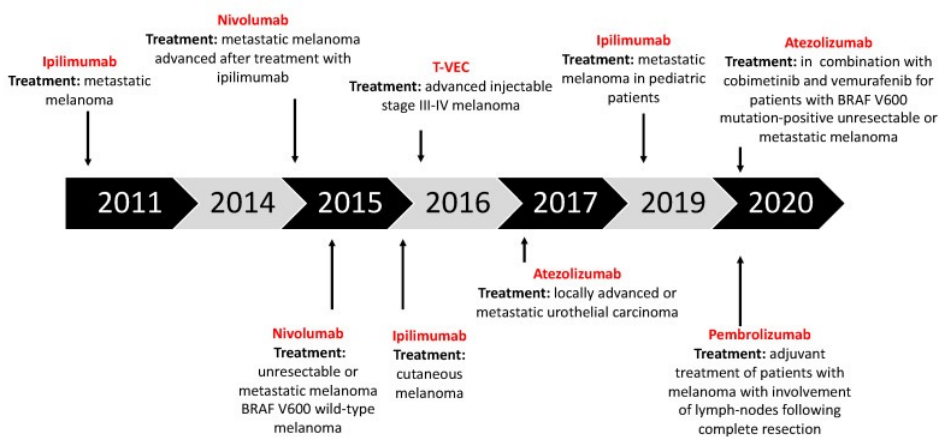 Ipilimumab
Treatment: metastatic
melanoma
Nivolumab
Treatment: metastatic melanoma
advanced after treatment with
ipilimumab
T-VEC
Treatment: advanced injectable
stage III-IV melanoma
Ipilimumab
Treatment: metastatic
melanoma in pediatric
patients
Atezolizumab
Treatment: in combination with
cobimetinib and vemurafenib for
patients with BRAF V600
mutation-positive unresectable or
metastatic melanoma
2011
2014
2015
2016
2017
2019
2020
Nivolumab
Treatment:
unresectable or
metastatic melanoma
BRAF V600 wild-type
melanoma
Ipilimumab
Treatment:
cutaneous
melanoma
Atezolizumab
Treatment: locally advanced or
metastatic urothelial carcinoma
Pembrolizumab
Treatment: adjuvant
treatment of patients with
melanoma with involvement
of lymph-nodes following
complete resection